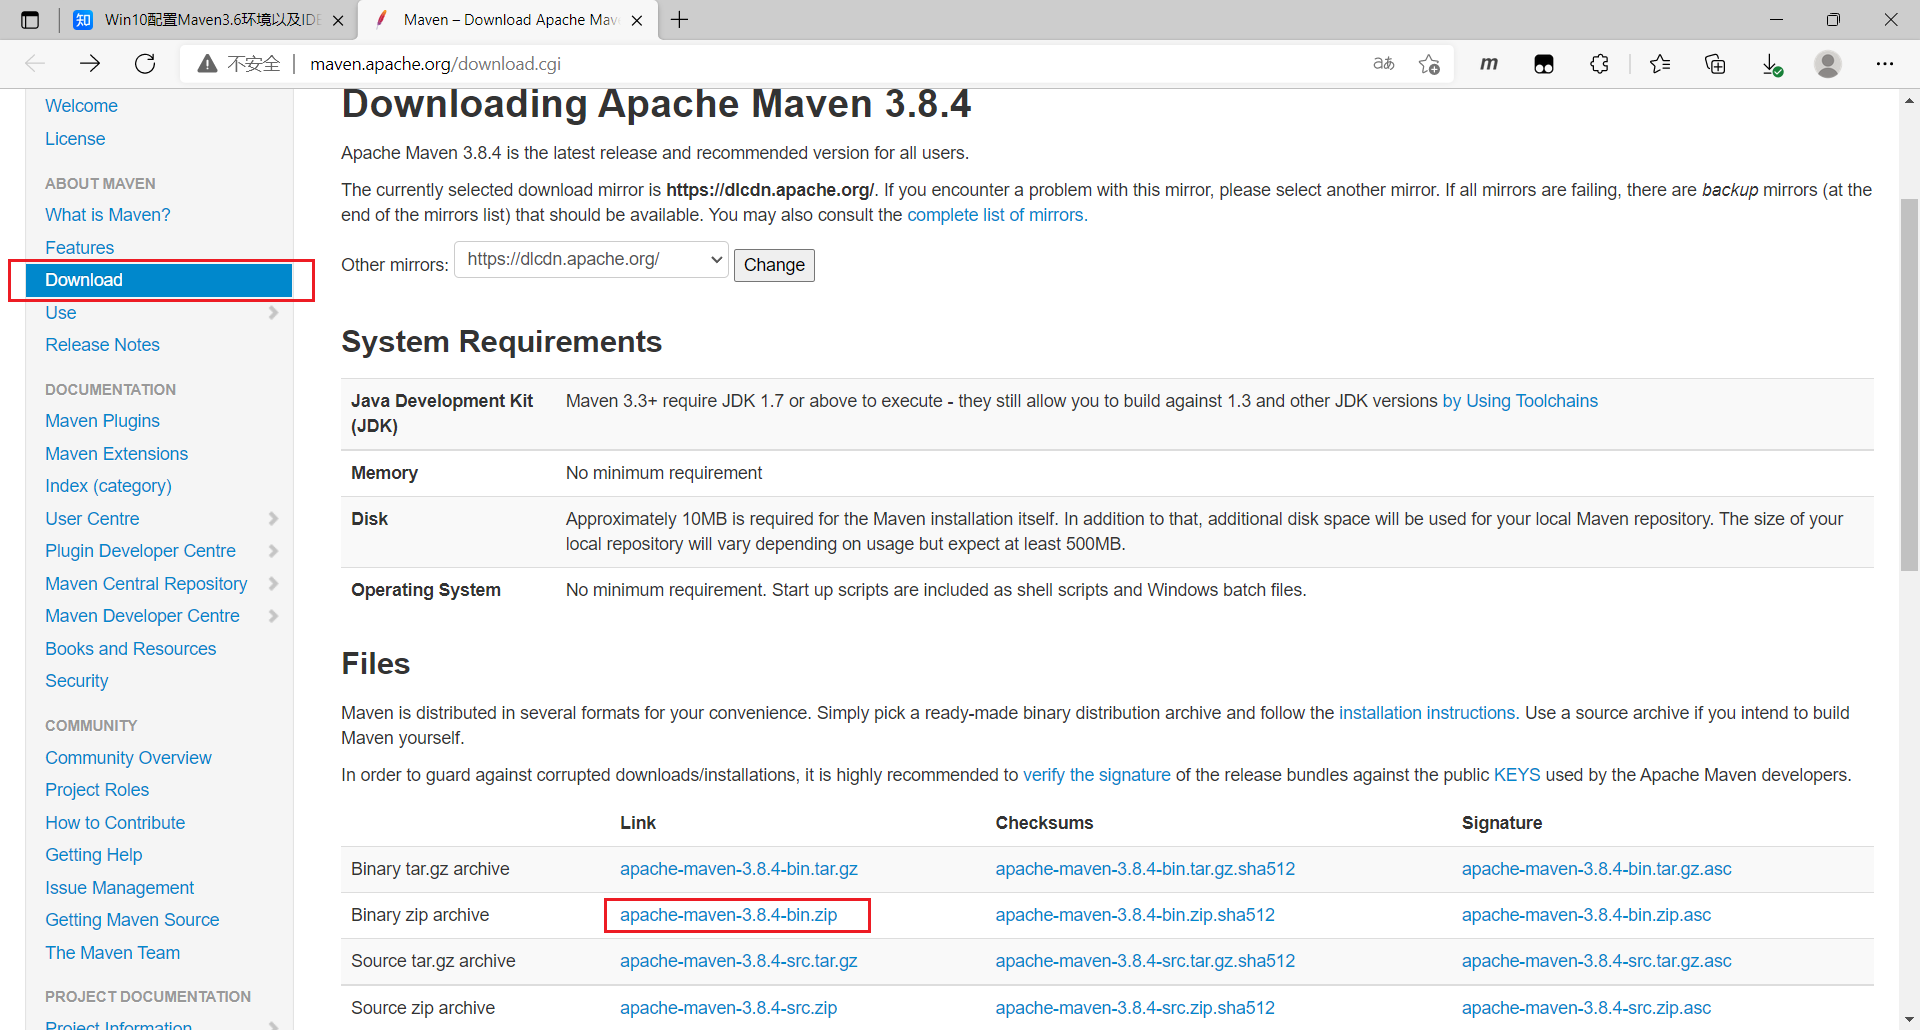 Win10配置Maven3.6环境以及IDE
Maven – Download Apache Mav
不安全
maven.apache.org/download.cgi
aあ
m
Welcome
License
ABOUT MAVEN
What is Maven?
Features
Download
Use
Release Notes
DOCUMENTATION
Maven Plugins
Maven Extensions
Index (category)
User Centre
Plugin Developer Centre
Maven Central Repository
Maven Developer Centre
Books and Resources
Security
COMMUNITY
Community Overview
Project Roles
How to Contribute
Getting Help
Issue Management
Getting Maven Source
The Maven Team
PROJECT DOCUMENTATION
Project Information
Downloading Apache Maven 3.8.4
Apache Maven 3.8.4 is the latest release and recommended version for all users.
The currently selected download mirror is https://dlcdn.apache.org/. If you encounter a problem with this mirror, please select another mirror. If all mirrors are failing, there are backup mirrors (at the
end of the mirrors list) that should be available. You may also consult the complete list of mirrors.
Other mirrors: https://dlcdn.apache.org/ Change
System Requirements
Java Development Kit Maven 3.3+ require JDK 1.7 or above to execute - they still allow you to build against 1.3 and other JDK versions by Using Toolchains
(JDK)
Memory No minimum requirement
Disk Approximately 10MB is required for the Maven installation itself. In addition to that, additional disk space will be used for your local Maven repository. The size of your
local repository will vary depending on usage but expect at least 500MB.
Operating System No minimum requirement. Start up scripts are included as shell scripts and Windows batch files.
Files
Maven is distributed in several formats for your convenience. Simply pick a ready-made binary distribution archive and follow the installation instructions. Use a source archive if you intend to build
Maven yourself.
In order to guard against corrupted downloads/installations, it is highly recommended to verify the signature of the release bundles against the public KEYS used by the Apache Maven developers.
Link Checksums Signature
Binary tar.gz archive apache-maven-3.8.4-bin.tar.gz apache-maven-3.8.4-bin.tar.gz.sha512 apache-maven-3.8.4-bin.tar.gz.asc
Binary zip archive apache-maven-3.8.4-bin.zip apache-maven-3.8.4-bin.zip.sha512 apache-maven-3.8.4-bin.zip.asc
Source tar.gz archive apache-maven-3.8.4-src.tar.gz apache-maven-3.8.4-src.tar.gz.sha512 apache-maven-3.8.4-src.tar.gz.asc
Source zip archive apache-maven-3.8.4-src.zip apache-maven-3.8.4-src.zip.sha512 apache-maven-3.8.4-src.zip.asc